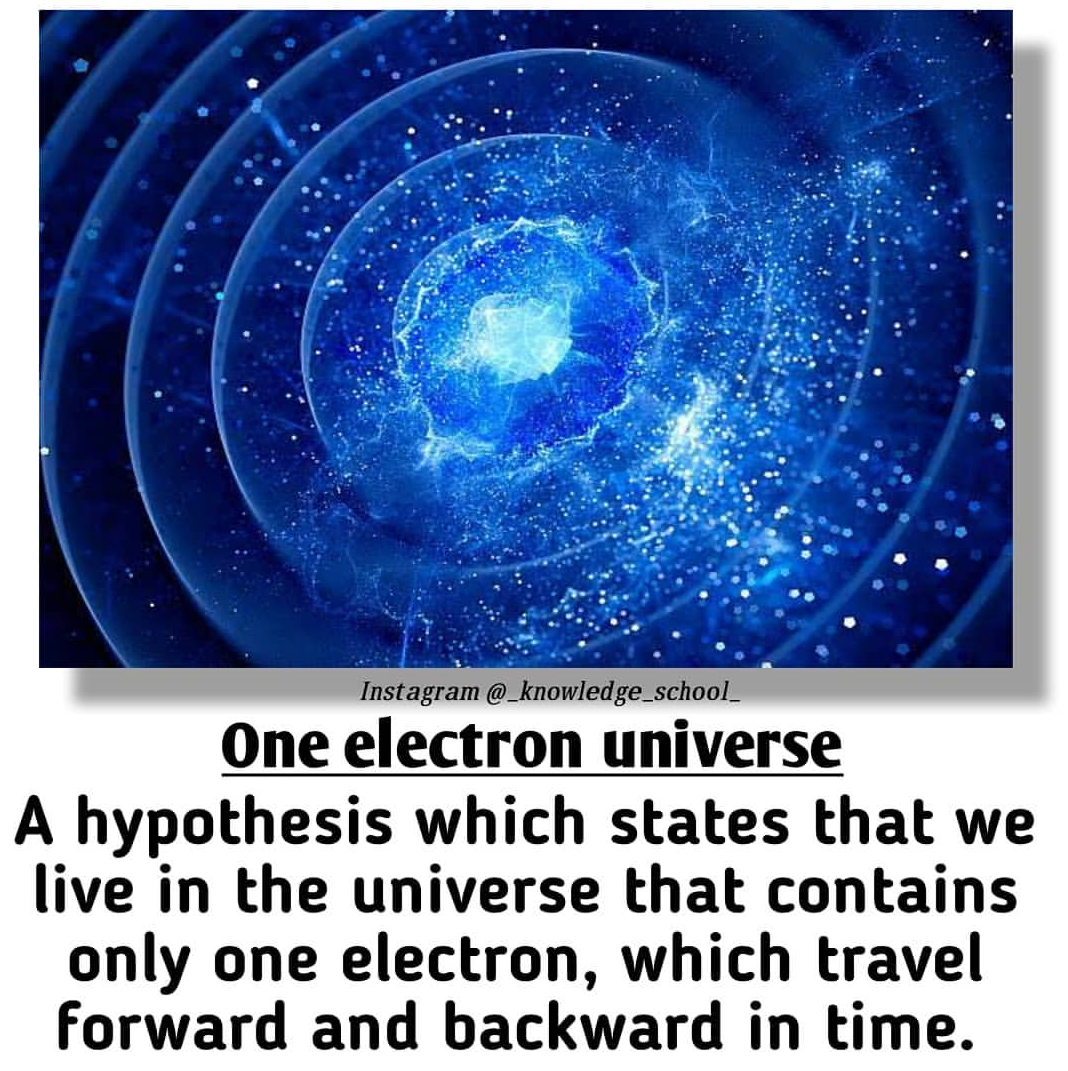 Instagram @_knowledge_school_
One electron universe
A hypothesis which states that we
live in the universe that contains
only one electron, which travel
forward and backward in time.